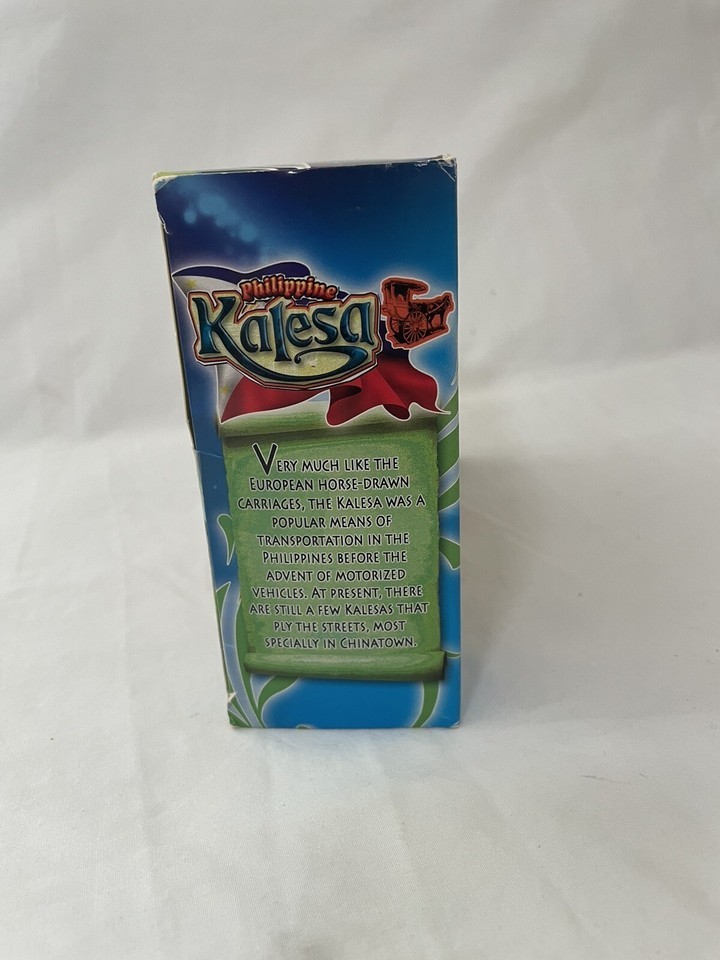 Philippine
Kalesa
VERY MUCH LIKE THE
EUROPEAN HORSE-DRAWN
CARRIAGES, THE KALESA WAS A
POPULAR MEANS OF
TRANSPORTATION IN THE
PHILIPPINES BEFORE THE
ADVENT OF MOTORIZED
VEHICLES. AT PRESENT, THERE
ARE STILL A FEW KALESAS THAT
PLY THE STREETS, MOST
SPECIALLY IN CHINATOWN.